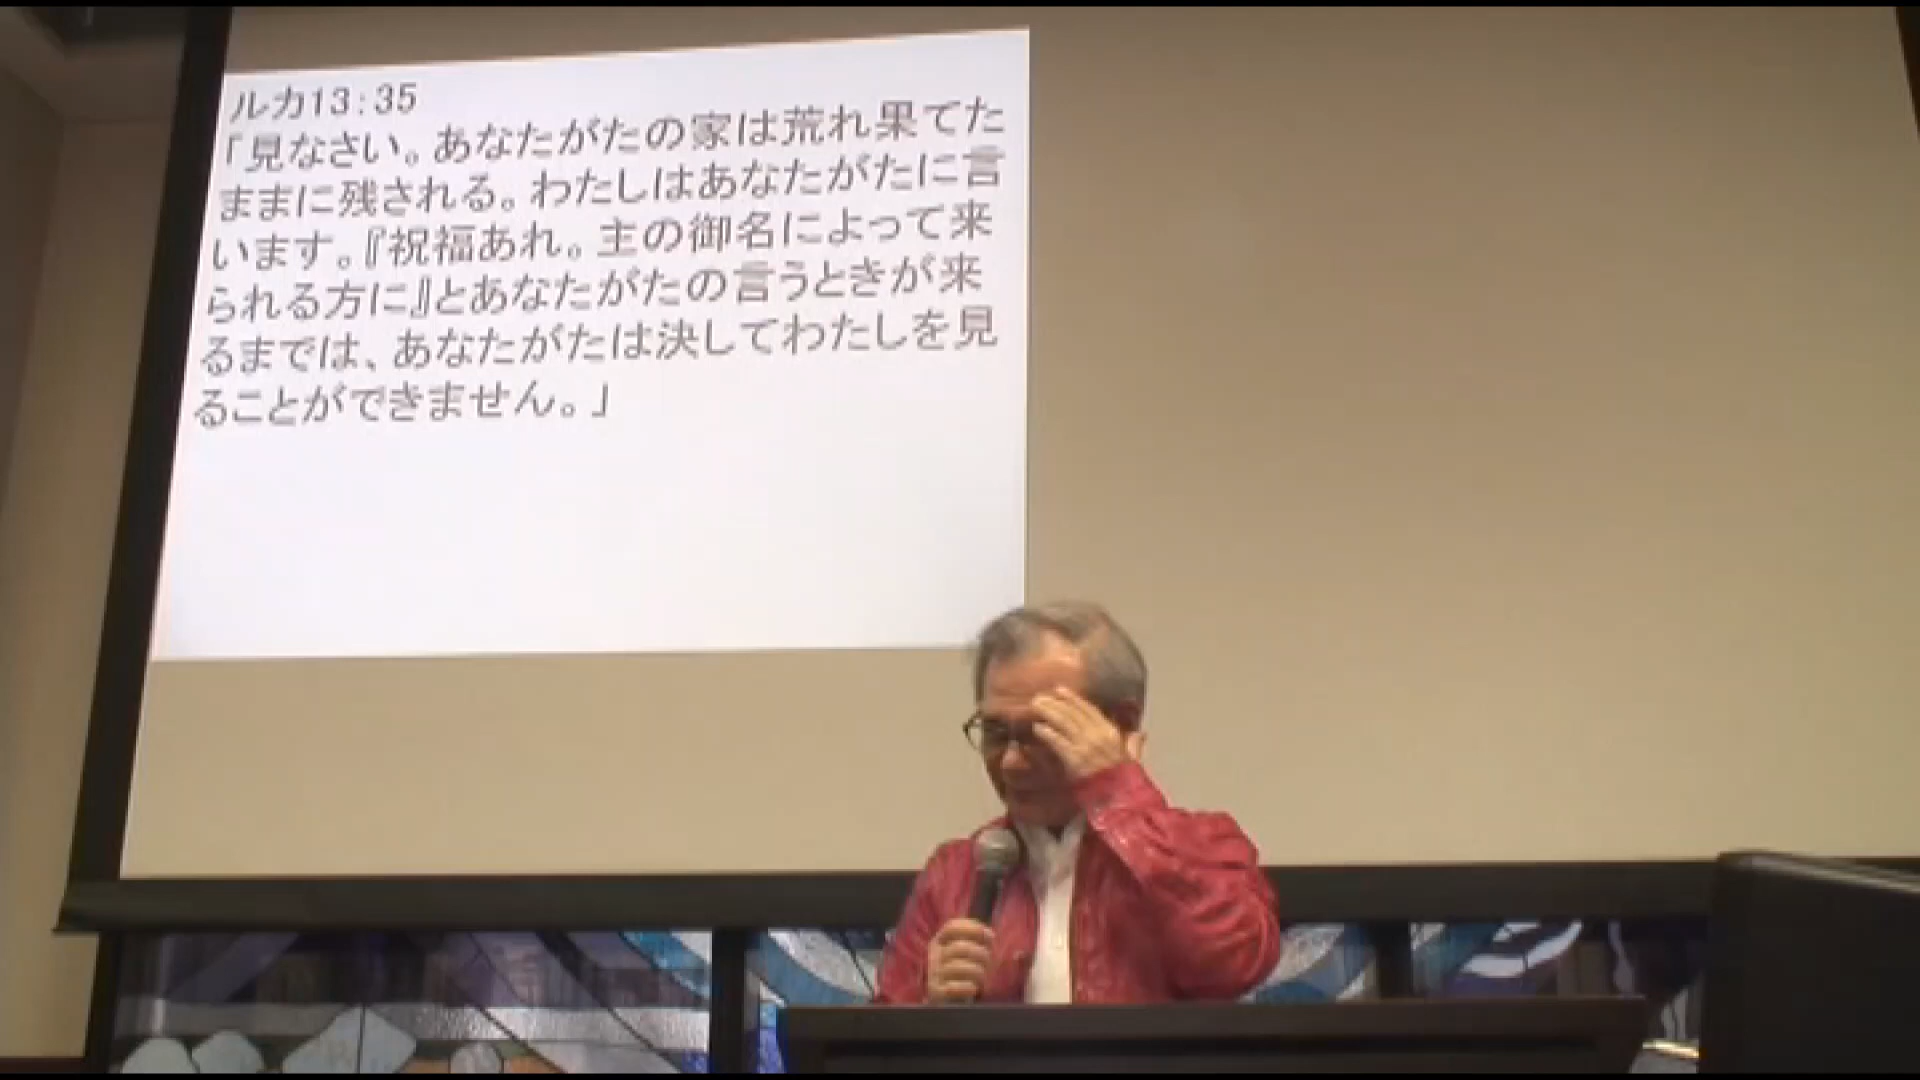 ルカ13：35
「見なさい。あなたがたの家は荒れ果てた
ままに残される。わたしはあなたがたに言
います。『祝福あれ。主の御名によって来
られる方に』とあなたがたの言うときが来
るまでは、あなたがたは決してわたしを見
ることができません。」